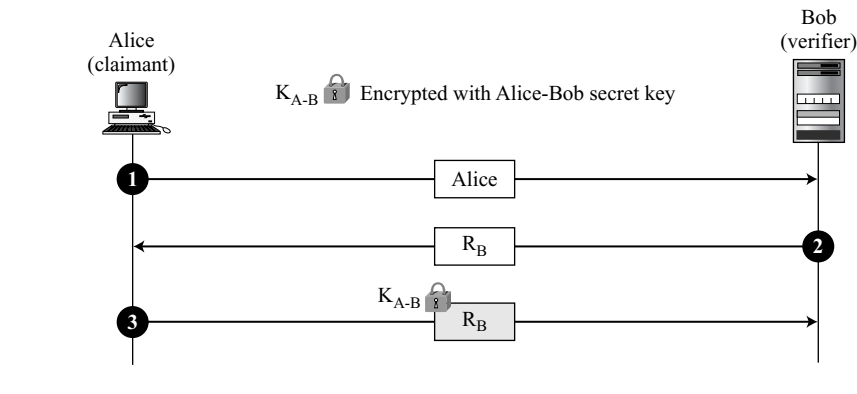 Alice
(claimant)
Bob
(verifier)
K_A-B Encrypted with Alice-Bob secret key
1 Alice
R_B 2
K_A-B
3 R_B